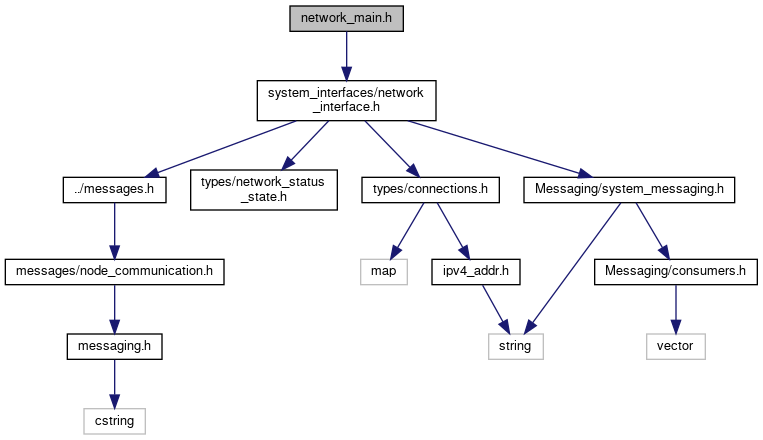 network_main.h
system_interfaces/network
_interface.h
../messages.h
types/network_status
_state.h
types/connections.h
Messaging/system_messaging.h
messages/node_communication.h
map
ipv4_addr.h
Messaging/consumers.h
messaging.h
string
vector
cstring